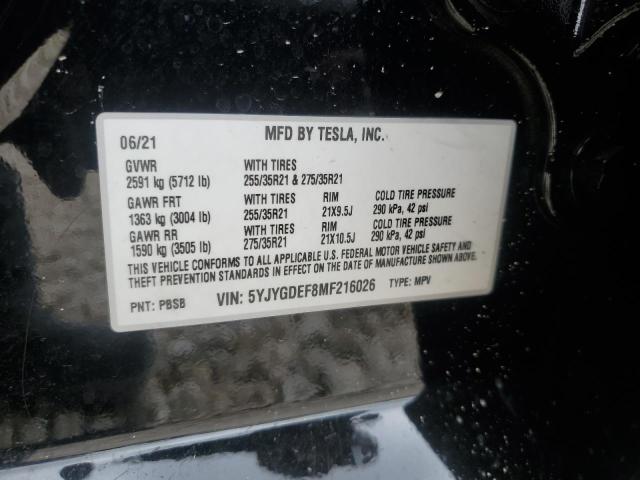 06/21 MFD BY TESLA, INC.
GVWR WITH TIRES
2591 kg (5712 lb) 255/35R21 & 275/35R21
GAWR FRT WITH TIRES RIM COLD TIRE PRESSURE
1363 kg (3004 lb) 255/35R21 21X9.5J 290 kPa, 42 psi
GAWR RR WITH TIRES RIM COLD TIRE PRESSURE
1590 kg (3505 lb) 275/35R21 21X10.5J 290 kPa, 42 psi
THIS VEHICLE CONFORMS TO ALL APPLICABLE U.S. FEDERAL MOTOR VEHICLE SAFETY AND
THEFT PREVENTION STANDARDS IN EFFECT ON THE DATE OF MANUFACTURE SHOWN ABOVE.
PNT: PBSB VIN: 5YJYGDEF8MF216026 TYPE: MPV